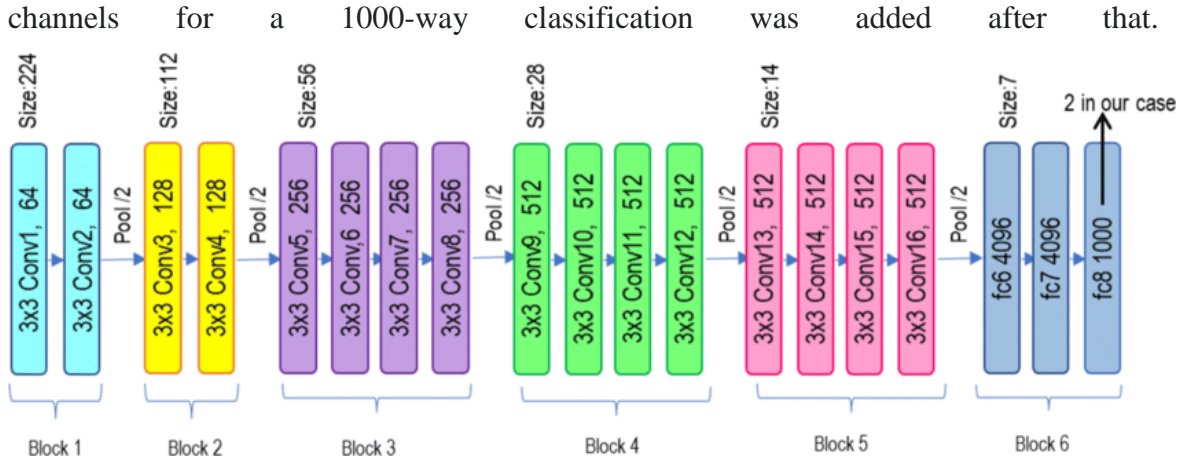 channels for a 1000-way classification was added after that.
Size:224
3x3 Conv1, 64
3x3 Conv2, 64
Pool /2
Size:112
3x3 Conv3, 128
3x3 Conv4, 128
Pool /2
Size:56
3x3 Conv5, 256
3x3 Conv,6 256
3x3 Conv7, 256
3x3 Conv8, 256
Pool /2
Size:28
3x3 Conv9, 512
3x3 Conv10, 512
3x3 Conv11, 512
3x3 Conv12, 512
Pool /2
Size:14
3x3 Conv13, 512
3x3 Conv14, 512
3x3 Conv15, 512
3x3 Conv16, 512
Pool /2
Size:7
fc6 4096
fc7 4096
fc8 1000
2 in our case
Block 1
Block 2
Block 3
Block 4
Block 5
Block 6